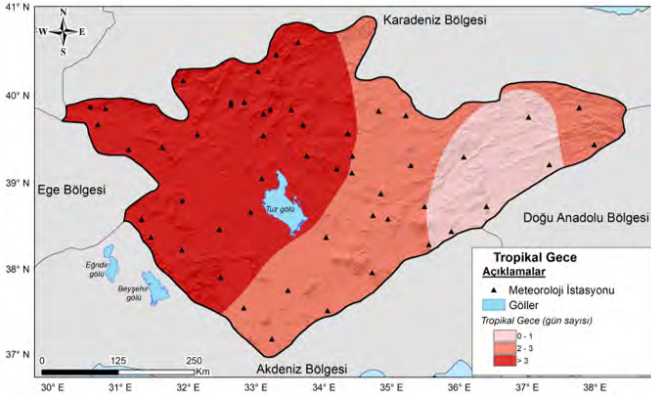 41° N
40° N
39° N
38° N
37° N
N
W E
S
Karadeniz Bölgesi
Ege Bölgesi
Tuz gölü
Doğu Anadolu Bölgesi
Eğridir
gölü
Beyşehir
gölü
Akdeniz Bölgesi
Tropikal Gece
Açıklamalar
Meteoroloji İstasyonu
Göller
Tropikal Gece (gün sayısı)
0 - 1
2 - 3
> 3
0 125 250
Km
30° E 31° E 32° E 33° E 34° E 35° E 36° E 37° E 38° E